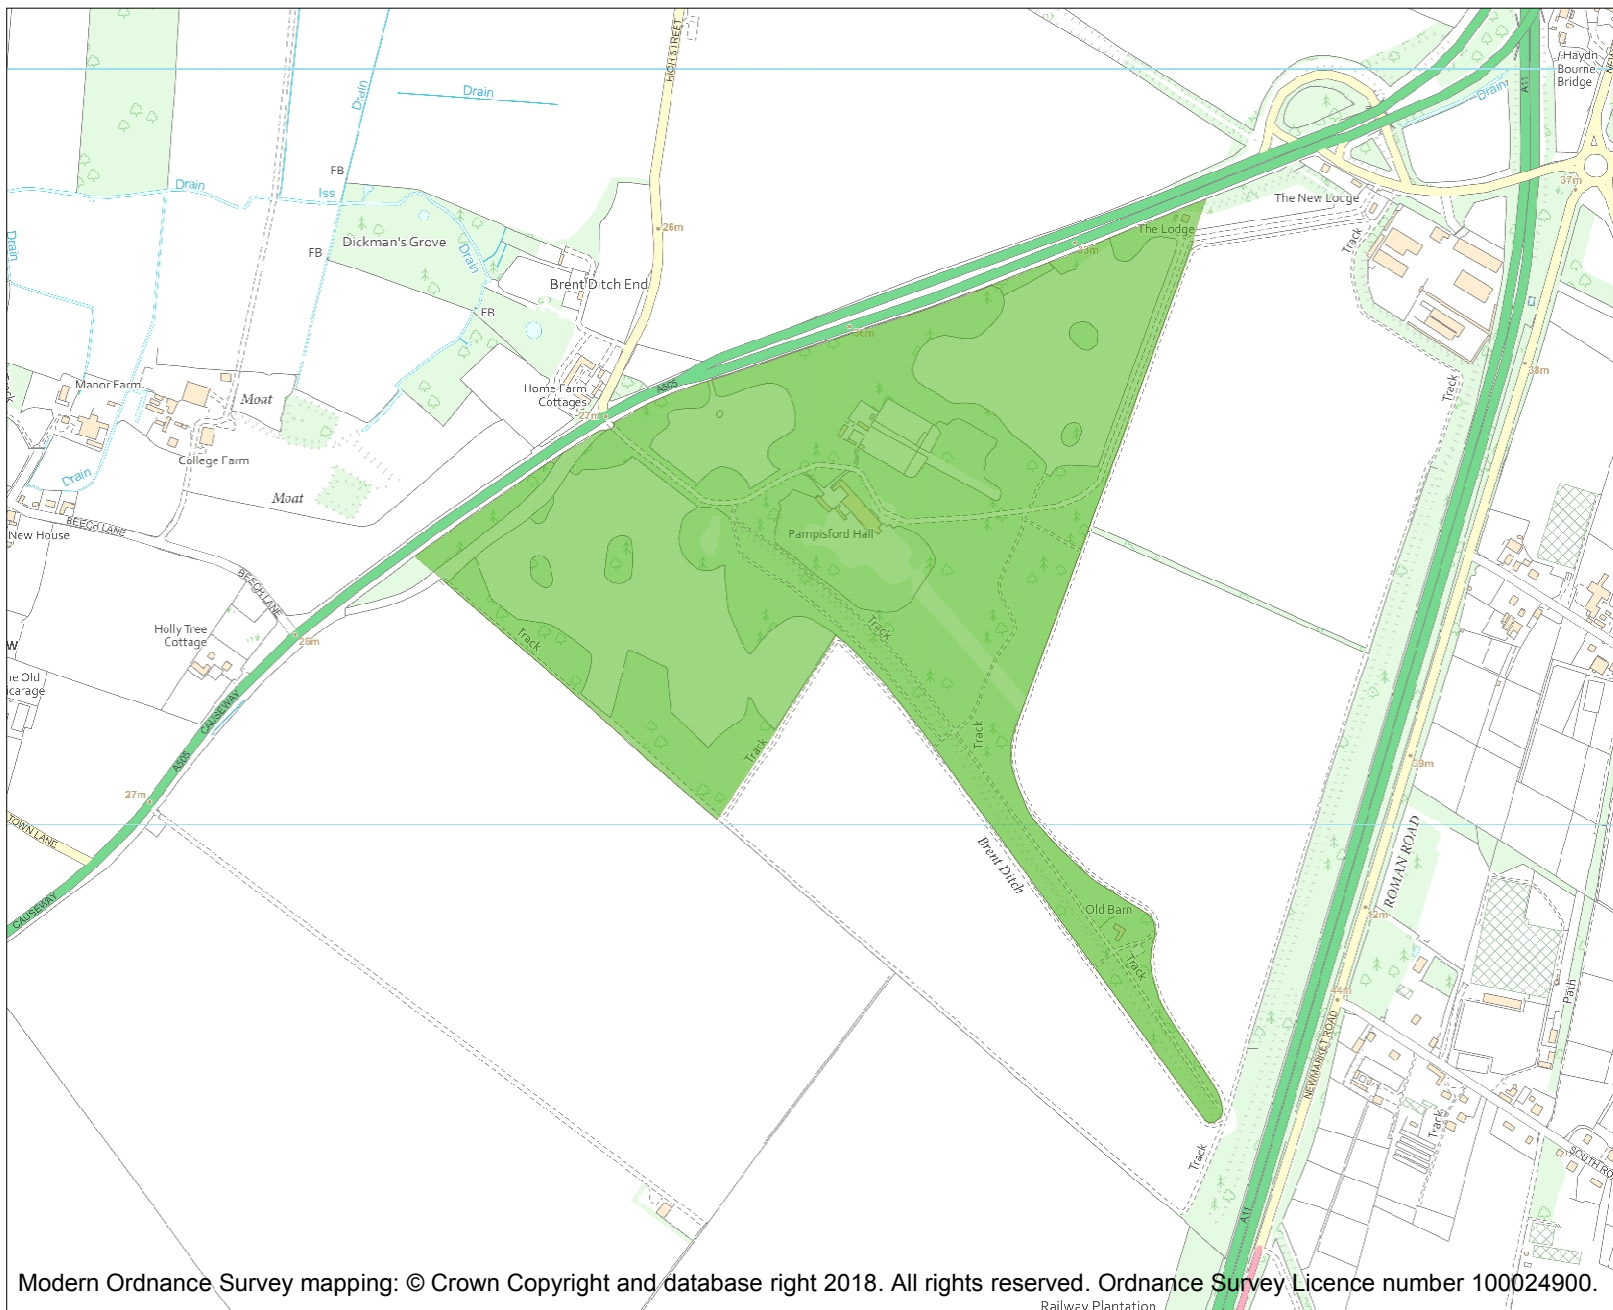 HIGH STREET
Haydn
Bourne
Bridge
A11
Drain
Drain
Drain
Drain
Iss
FB
Dickman's Grove
FB
Drain
Drain
FB
Brent Ditch End
26m
The New Lodge
37m
The Lodge
33m
Track
30m
Manor Farm
Moat
Home Farm
Cottages
A505
27m
38m
Track
College Farm
Drain
Moat
BEECH LANE
New House
Pampisford Hall
BEECH LANE
Holly Tree
Cottage
26m
Track
Track
CAUSEWAY
A505
Track
Track
39m
27m
TOWN LANE
Brent Ditch
ROMAN ROAD
CAUSEWAY
Old Barn
42m
Track
44m
Path
NEWMARKET ROAD
Track
Track
A11
Railway Plantation
Modern Ordnance Survey mapping: © Crown Copyright and database right 2018. All rights reserved. Ordnance Survey Licence number 100024900.